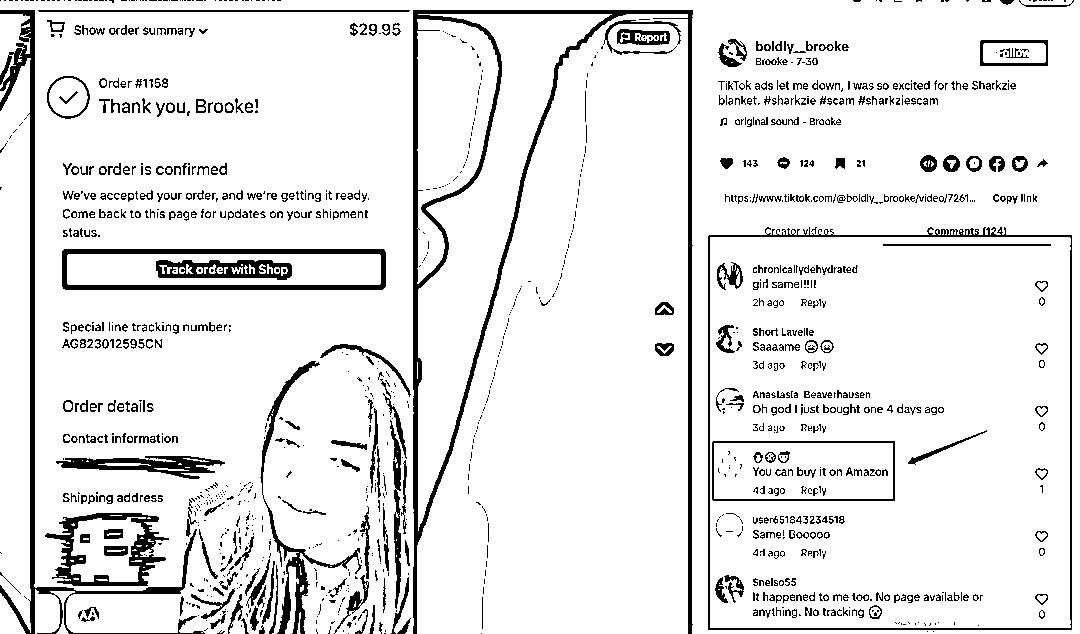 Show order summary
$29.95
Order #1158
Thank you, Brooke!
Your order is confirmed
We've accepted your order, and we're getting it ready.
Come back to this page for updates on your shipment
status.
Track order with Shop
Special line tracking number:
AG823012595CN
Order details
Contact information
Shipping address
AA
Report
boldly__brooke
Brooke · 7-30
Follow
TikTok ads let me down, I was so excited for the Sharkzie
blanket. #sharkzie #scam #sharkziescam
original sound - Brooke
143
124
21
https://www.tiktok.com/@boldly__brooke/video/7261...
Copy link
Creator videos
Comments (124)
chronicallydehydrated
girl same!!!!!
2h ago Reply
0
Short Lavelle
Saaaame
3d ago Reply
0
Anastasia Beaverhausen
Oh god I just bought one 4 days ago
3d ago Reply
0
You can buy it on Amazon
4d ago Reply
1
user651843234518
Same! Booooo
4d ago Reply
0
Snelso55
It happened to me too. No page available or
anything. No tracking
0